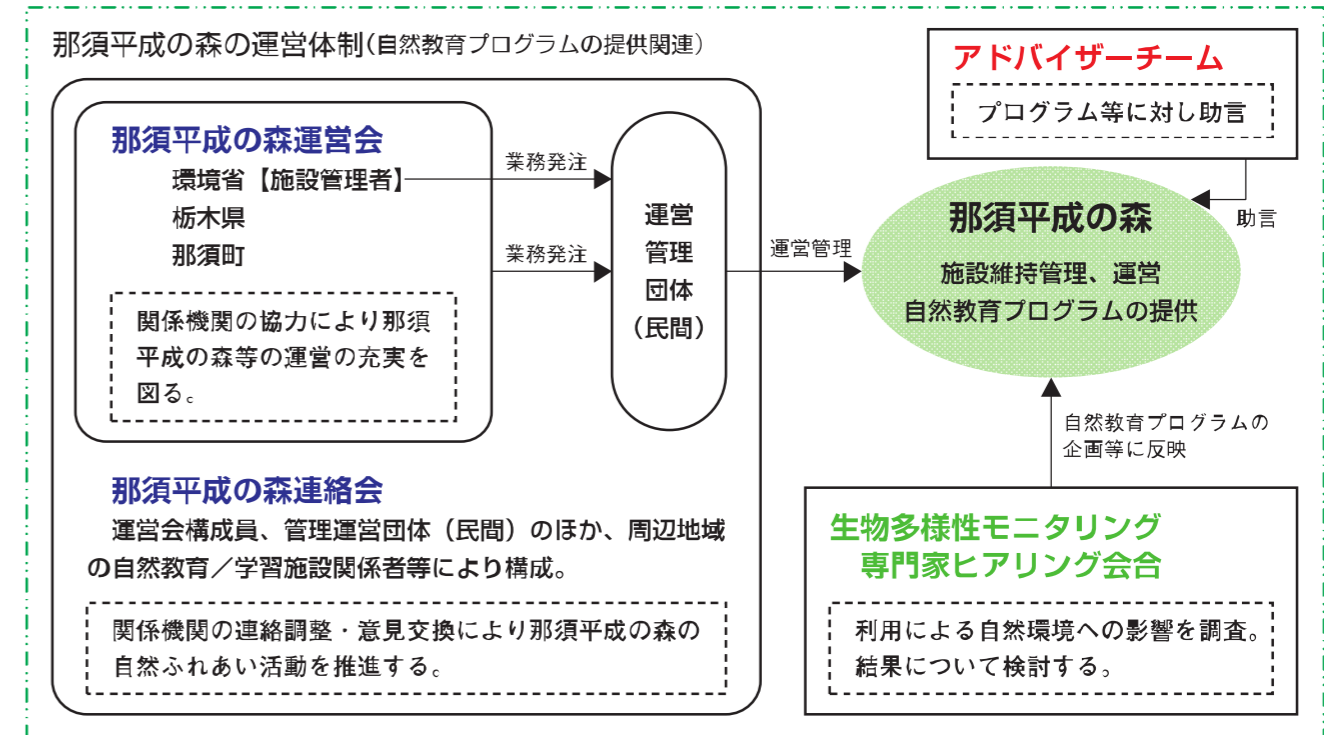 那須平成の森の運営体制(自然教育プログラムの提供関連)
那須平成の森運営会
環境省【施設管理者】
栃木県
那須町
関係機関の協力により那須
平成の森等の運営の充実を
図る。
業務発注
業務発注
運営
管理
団体
(民間)
運営管理
アドバイザーチーム
プログラム等に対し助言
助言
那須平成の森
施設維持管理、運営
自然教育プログラムの提供
自然教育プログラムの
企画等に反映
那須平成の森連絡会
運営会構成員、管理運営団体（民間）のほか、周辺地域
の自然教育／学習施設関係者等により構成。
関係機関の連絡調整・意見交換により那須平成の森の
自然ふれあい活動を推進する。
生物多様性モニタリング
専門家ヒアリング会合
利用による自然環境への影響を調査。
結果について検討する。